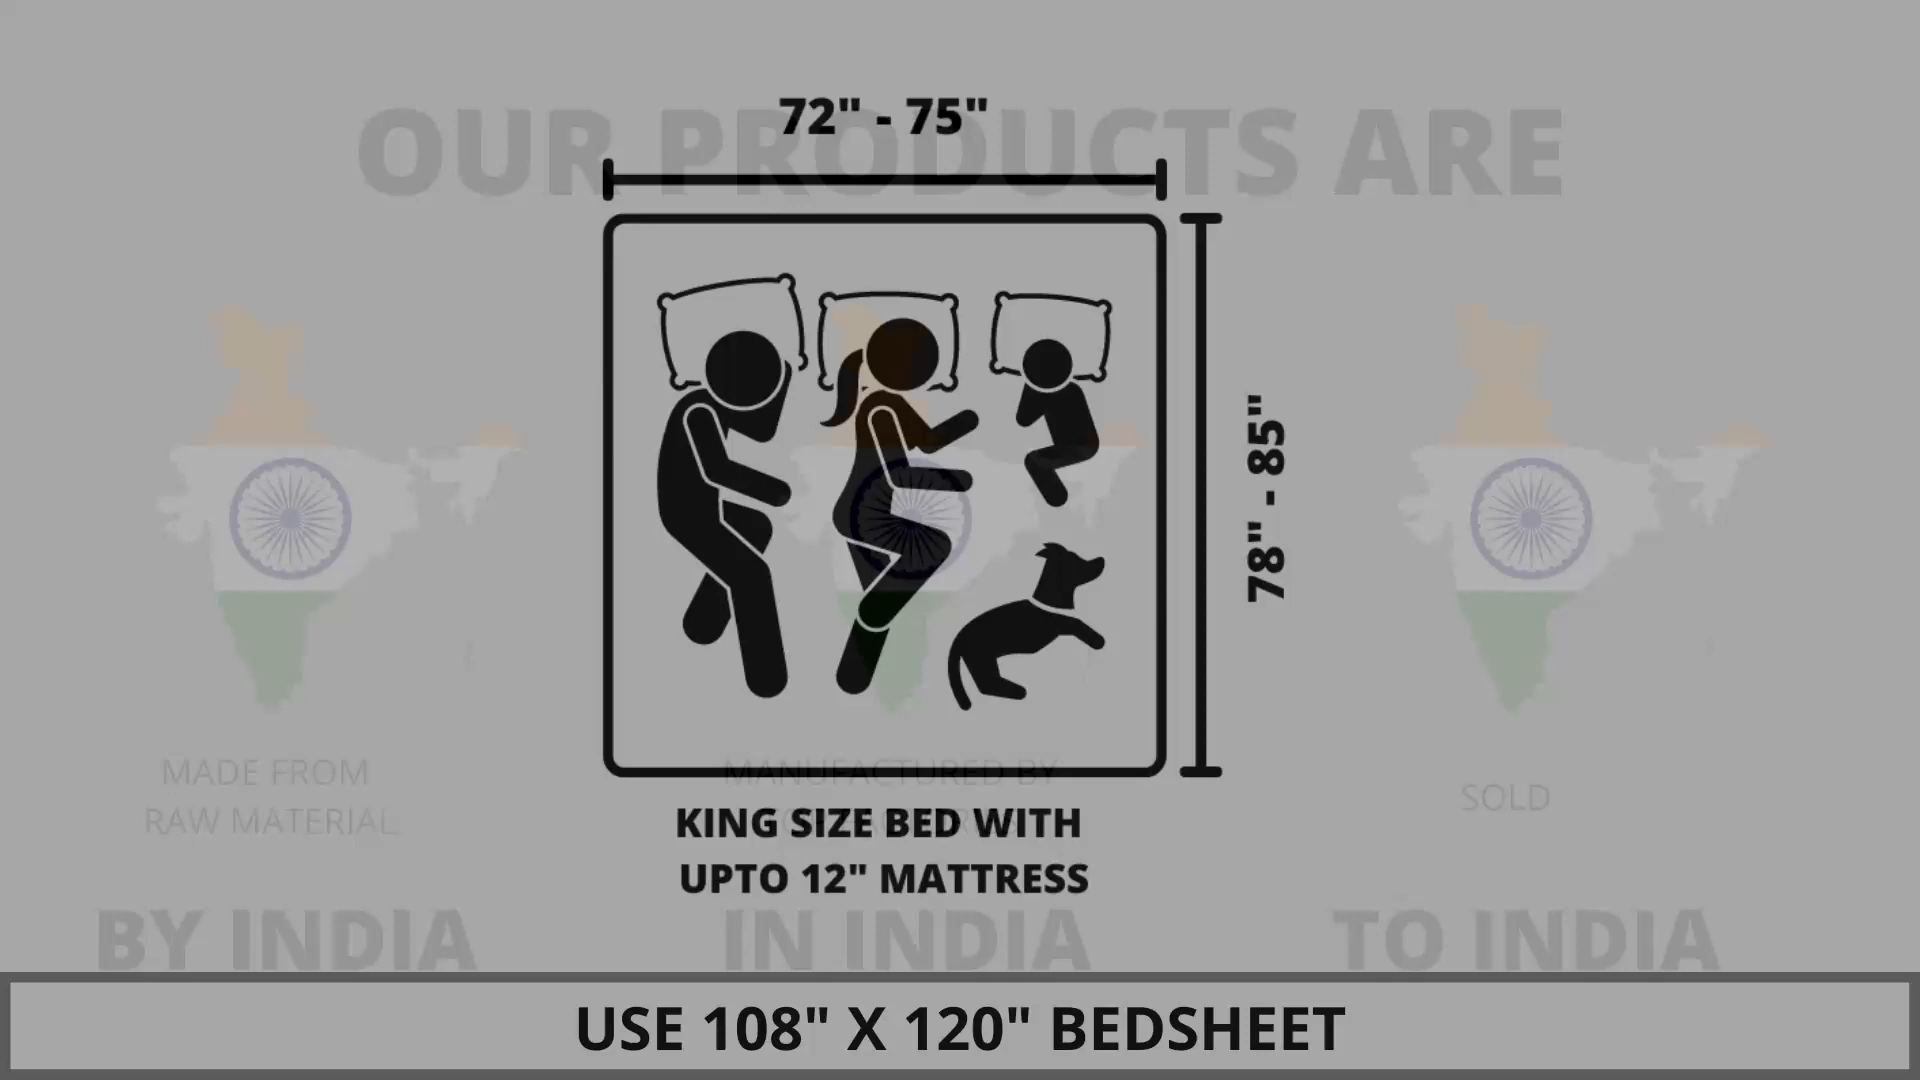 72" - 75"
OUR PRODUCTS ARE
78" - 85"
MADE FROM
RAW MATERIAL
MANUFACTURED BY
SOLD
KING SIZE BED WITH
UPTO 12" MATTRESS
BY INDIA
IN INDIA
TO INDIA
USE 108" X 120" BEDSHEET